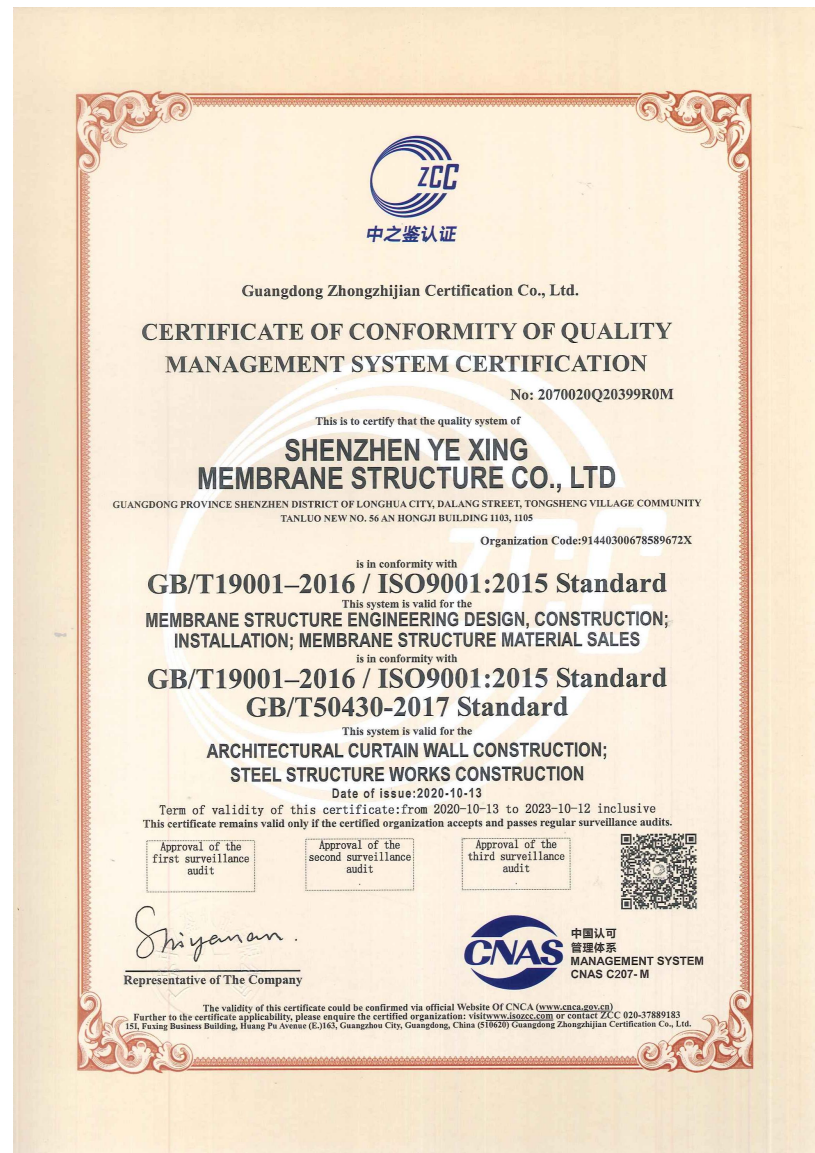 ZCC
中之鉴认证
Guangdong Zhongzhijian Certification Co., Ltd.
CERTIFICATE OF CONFORMITY OF QUALITY
MANAGEMENT SYSTEM CERTIFICATION
No: 2070020Q20399R0M
This is to certify that the quality system of
SHENZHEN YE XING
MEMBRANE STRUCTURE CO., LTD
GUANGDONG PROVINCE SHENZHEN DISTRICT OF LONGHUA CITY, DALANG STREET, TONGSHENG VILLAGE COMMUNITY
TANLUO NEW NO. 56 AN HONGJI BUILDING 1103, 1105
Organization Code:91440300678589672X
is in conformity with
GB/T19001–2016 / ISO9001:2015 Standard
This system is valid for the
MEMBRANE STRUCTURE ENGINEERING DESIGN, CONSTRUCTION;
INSTALLATION; MEMBRANE STRUCTURE MATERIAL SALES
is in conformity with
GB/T19001–2016 / ISO9001:2015 Standard
GB/T50430-2017 Standard
This system is valid for the
ARCHITECTURAL CURTAIN WALL CONSTRUCTION;
STEEL STRUCTURE WORKS CONSTRUCTION
Date of issue:2020-10-13
Term of validity of this certificate:from 2020-10-13 to 2023-10-12 inclusive
This certificate remains valid only if the certified organization accepts and passes regular surveillance audits.
Approval of the
first surveillance
audit
Approval of the
second surveillance
audit
Approval of the
third surveillance
audit
Shiyanan.
Representative of The Company
CNAS
中国认可
管理体系
MANAGEMENT SYSTEM
CNAS C207-M
The validity of this certificate could be confirmed via official Website Of CNCA (www.cnca.gov.cn)
Further to the certificate applicability, please enquire the certified organization: visitwww.isozcc.com or contact ZCC 020-37889183
151, Fuxing Business Building, Huang Pu Avenue (E.)163, Guangzhou City, Guangdong, China (510620) Guangdong Zhongzhijian Certification Co., Ltd.